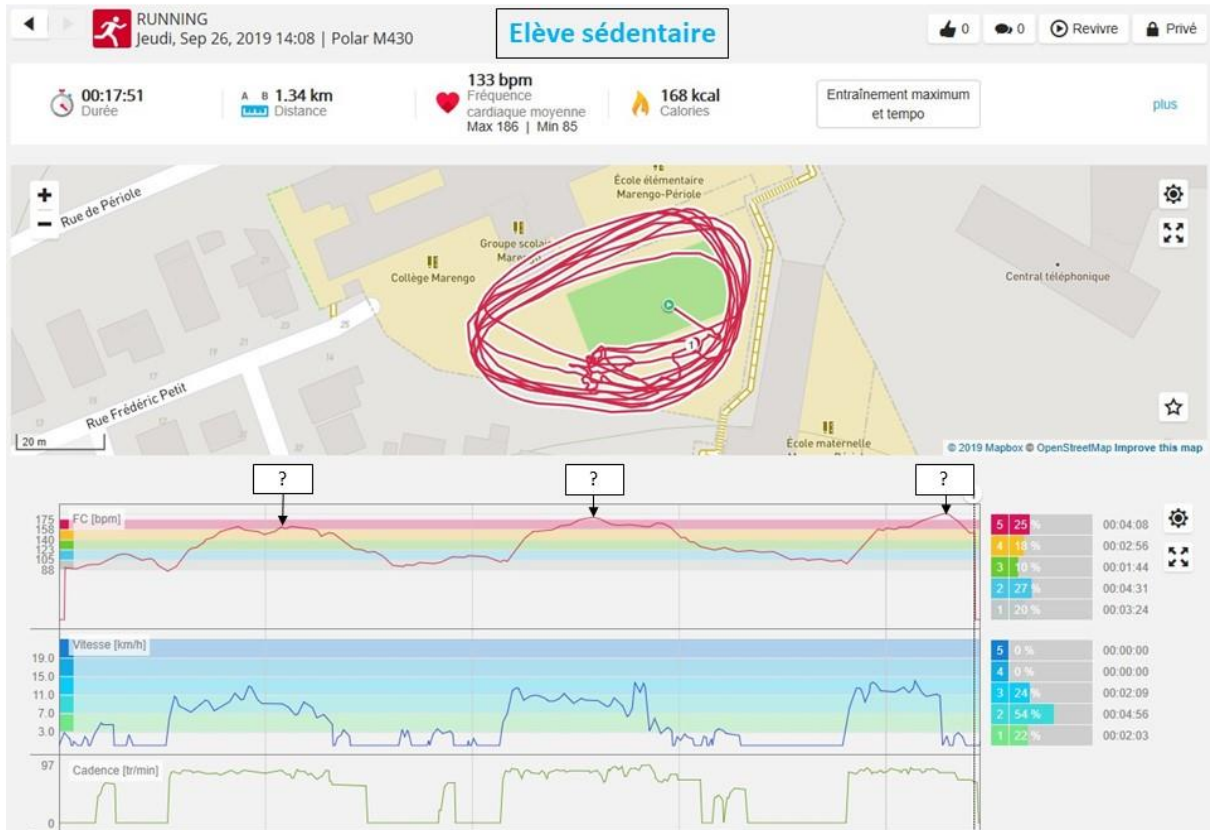 RUNNING
Jeudi, Sep 26, 2019 14:08 | Polar M430
Elève sédentaire
0
0
Revivre
Privé
00:17:51
Durée
A B 1.34 km
Distance
133 bpm
Fréquence
cardiaque moyenne
Max 186 | Min 85
168 kcal
Calories
Entraînement maximum
et tempo
plus
+
−
Rue de Périole
École élémentaire
Marengo-Périole
Groupe scolai
Collège Marengo
Central téléphonique
1
25
Rue Frédéric Petit
20 m
École maternelle
© 2019 Mapbox © OpenStreetMap Improve this map
?
?
?
FC [bpm]
175
158
140
123
105
88
5 25 % 00:04:08
4 18 % 00:02:56
3 10 % 00:01:44
2 27 % 00:04:31
1 20 % 00:03:24
Vitesse [km/h]
19.0
15.0
11.0
7.0
3.0
5 0 % 00:00:00
4 0 % 00:00:00
3 24 % 00:02:09
2 54 % 00:04:56
1 22 % 00:02:03
Cadence [tr/min]
97
0